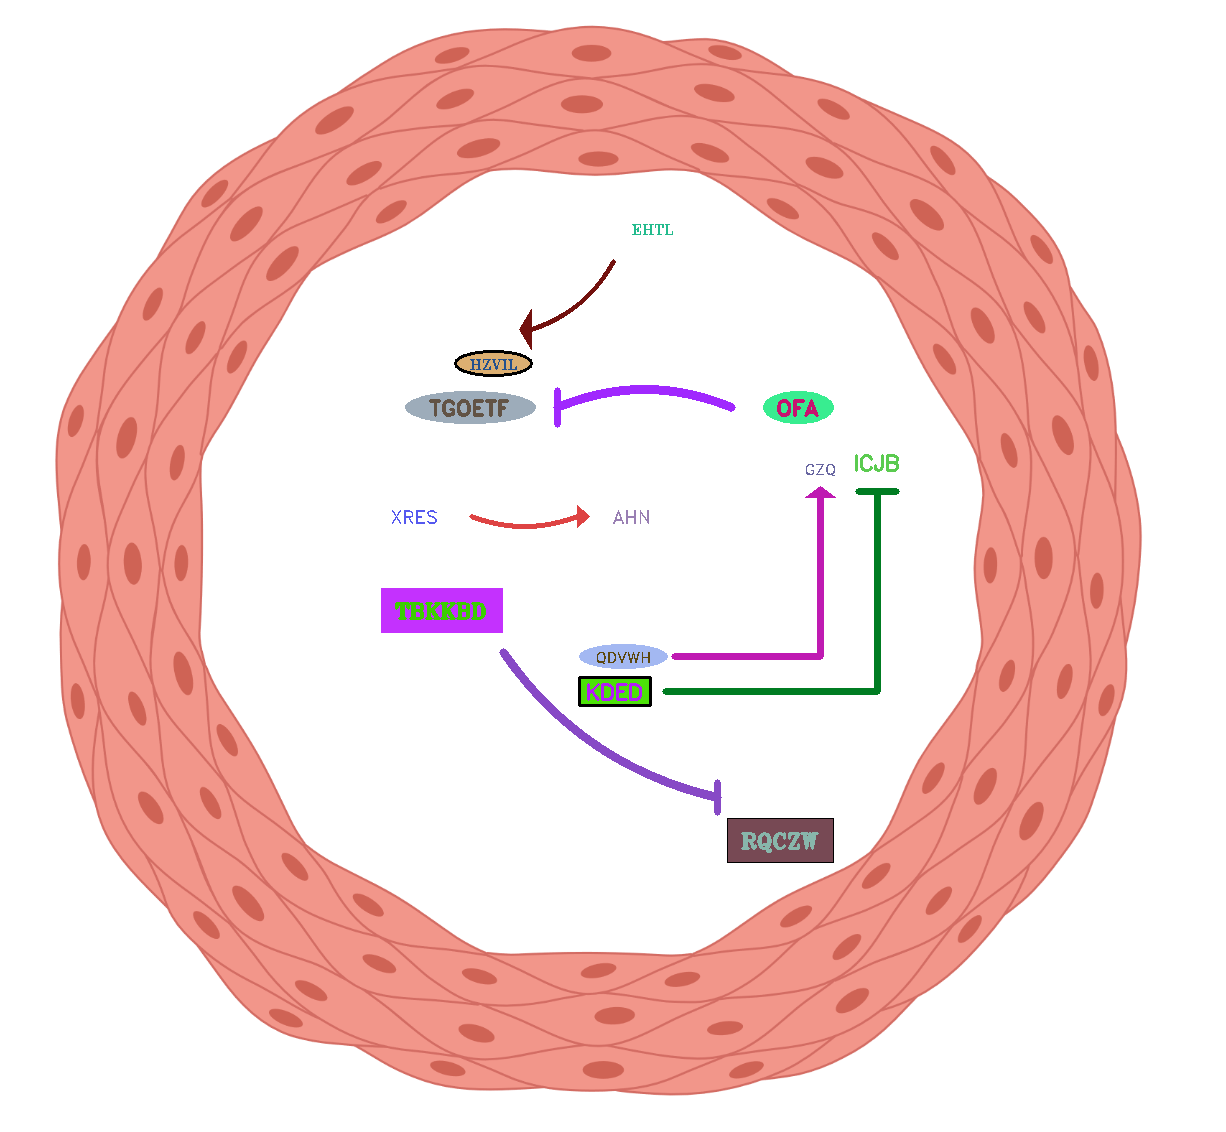 EHTL
HZVIL
TGOETF
OFA
GZQ
ICJB
XRES
AHN
TBKKBD
QDVWH
KDED
RQCZW